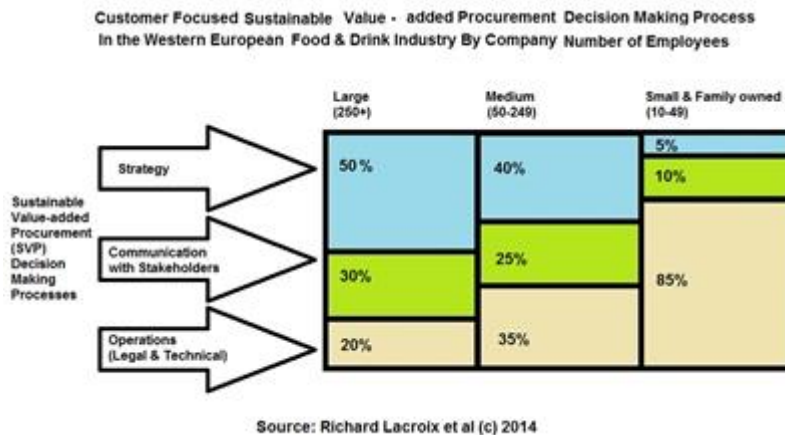 Customer Focused Sustainable Value - added Procurement Decision Making Process
In the Western European Food & Drink Industry By Company Number of Employees
Large
(250+)
Medium
(50-249)
Small & Family owned
(10-49)
Sustainable
Value-added
Procurement
(SVP)
Decision
Making
Processes
Strategy
50 %
40%
5%
10%
Communication
with Stakeholders
30%
25%
85%
Operations
(Legal & Technical)
20%
35%
Source: Richard Lacroix et al (c) 2014